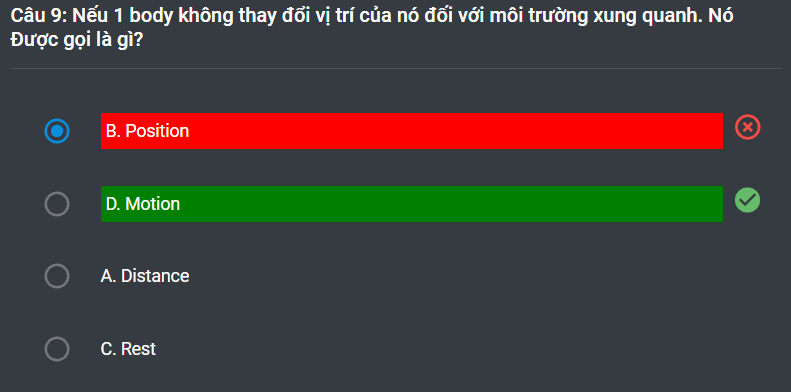 Câu 9: Nếu 1 body không thay đổi vị trí của nó đối với môi trường xung quanh. Nó
Được gọi là gì?
B. Position
D. Motion
A. Distance
C. Rest